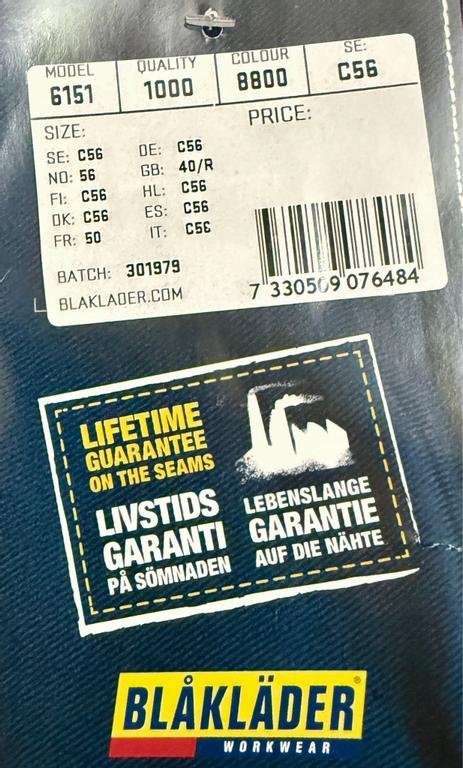 MODEL QUALITY COLOUR SE:
6151 1000 8800 C56
SIZE: PRICE:
SE: C56 DE: C56
NO: 56 GB: 40/R
FI: C56 HL: C56
DK: C56 ES: C56
FR: 50 IT: C56
BATCH: 301979
BLAKLADER.COM
7 330509 076484
LIFETIME
GUARANTEE
ON THE SEAMS
LIVSTIDS
GARANTI
PÅ SÖMNADEN
LEBENSLANGE
GARANTIE
AUF DIE NÄHTE
BLÅKLÄDER®
WORKWEAR